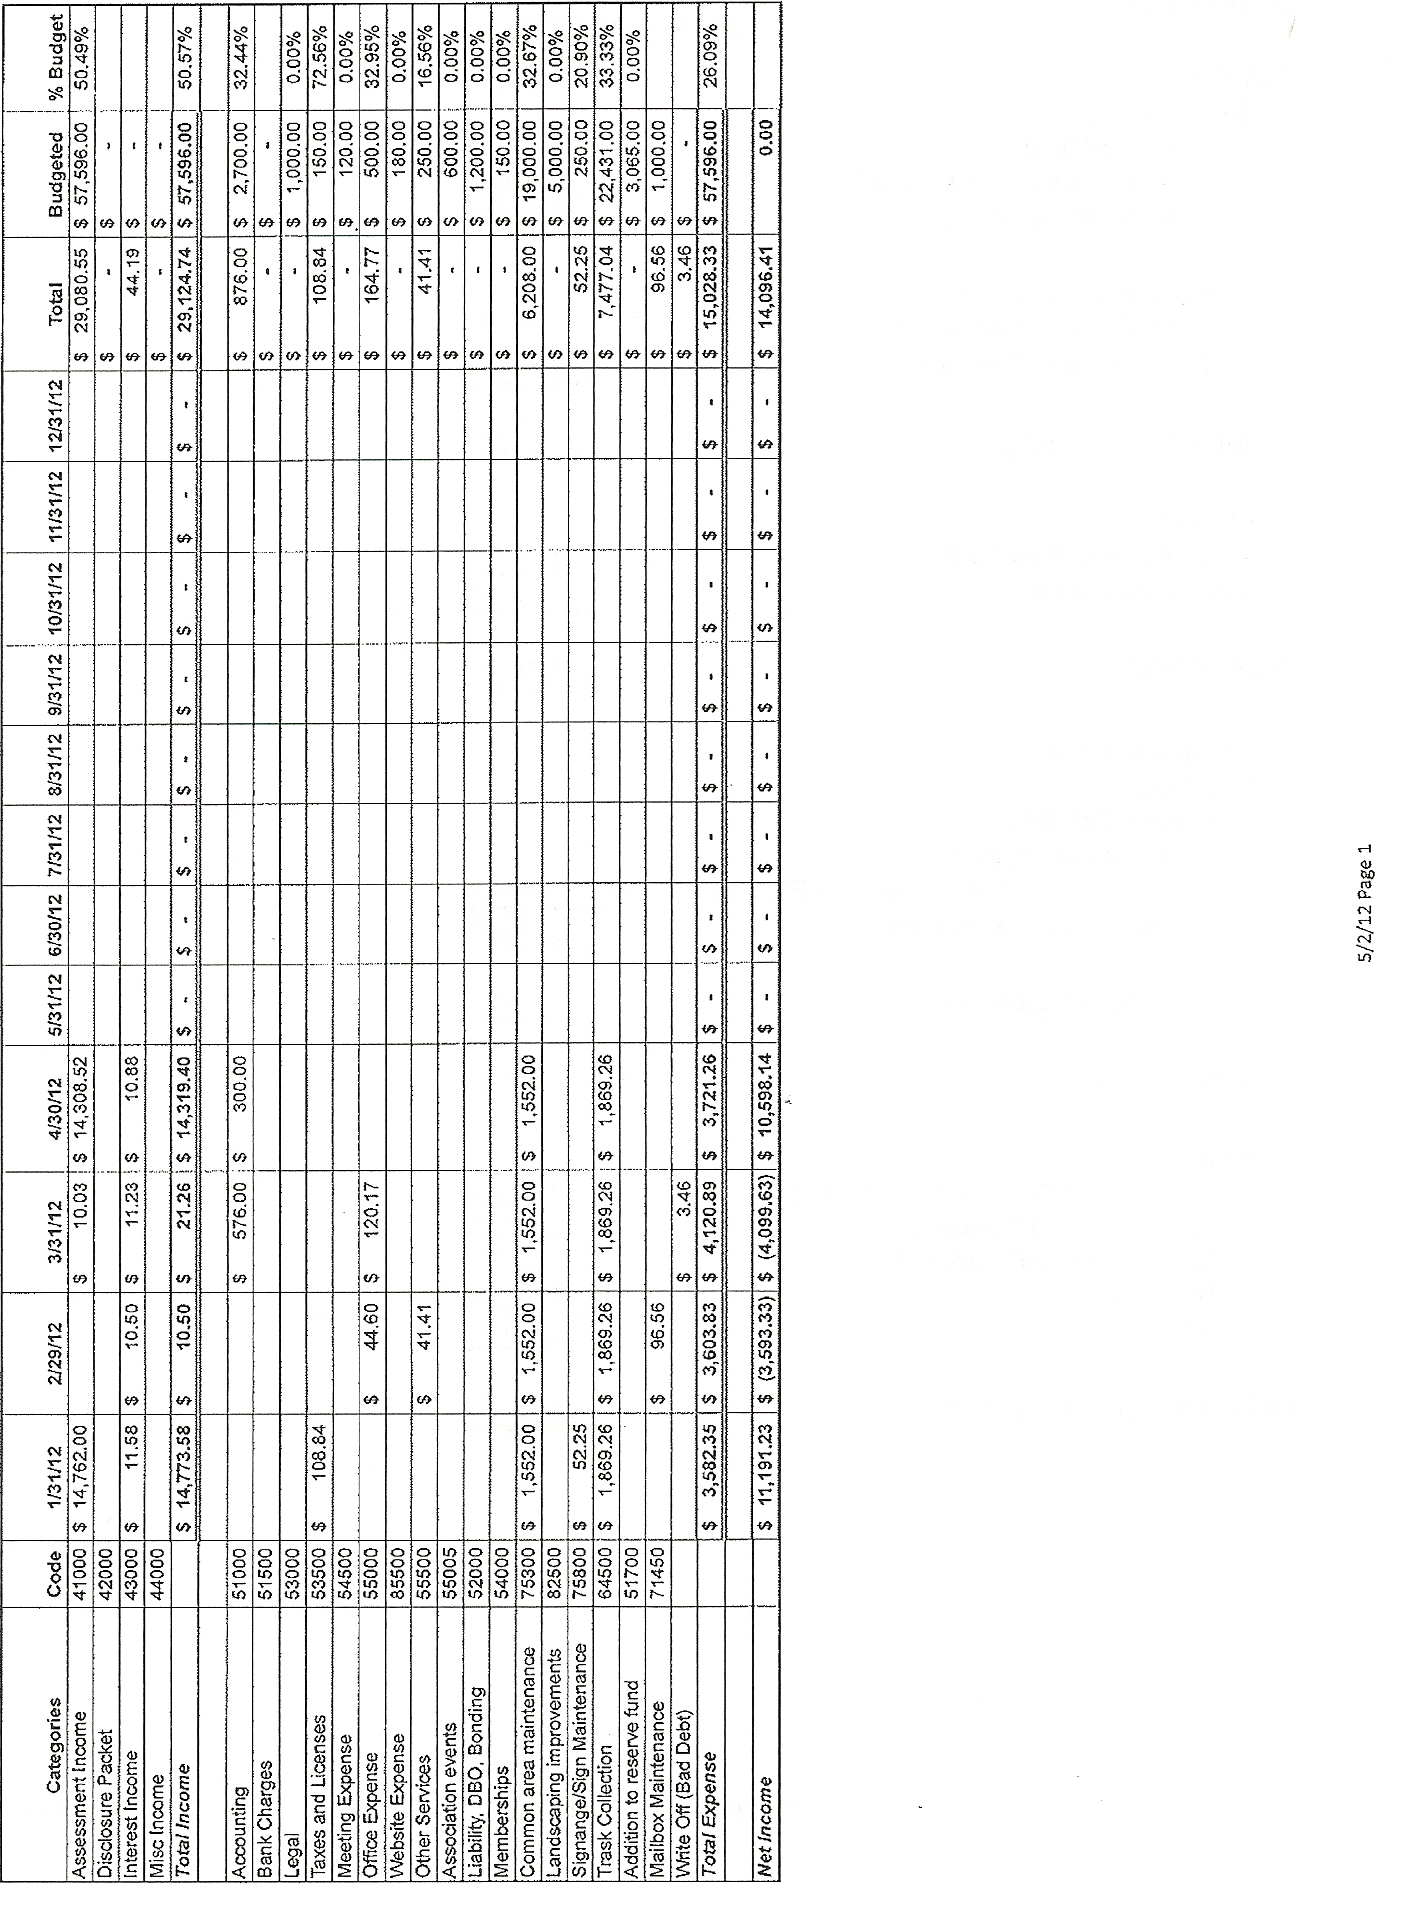 Categories Code 1/31/12 2/29/12 3/31/12 4/30/12 5/31/12 6/30/12 7/31/12 8/31/12 9/31/12 10/31/12 11/31/12 12/31/12 Total Budgeted % Budget
Assessment Income 41000 $ 14,762.00 $ 10.03 $ 14,308.52 $ 29,080.55 $ 57,596.00 50.49%
Disclosure Packet 42000 $ - $ -
Interest Income 43000 $ 11.58 $ 10.50 $ 11.23 $ 10.88 $ 44.19 $ -
Misc Income 44000 $ - $ -
Total Income $ 14,773.58 $ 10.50 $ 21.26 $ 14,319.40 $ - $ - $ - $ - $ - $ - $ - $ - $ 29,124.74 $ 57,596.00 50.57%
Accounting 51000 $ 576.00 $ 300.00 $ 876.00 $ 2,700.00 32.44%
Bank Charges 51500 $ - $ -
Legal 53000 $ - $ 1,000.00 0.00%
Taxes and Licenses 53500 $ 108.84 $ 108.84 $ 150.00 72.56%
Meeting Expense 54500 $ - $ 120.00 0.00%
Office Expense 55000 $ 44.60 $ 120.17 $ 164.77 $ 500.00 32.95%
Website Expense 85500 $ - $ 180.00 0.00%
Other Services 55500 $ 41.41 $ 41.41 $ 250.00 16.56%
Association events 55005 $ - $ 600.00 0.00%
Liability, DBO, Bonding 52000 $ - $ 1,200.00 0.00%
Memberships 54000 $ - $ 150.00 0.00%
Common area maintenance 75300 $ 1,552.00 $ 1,552.00 $ 1,552.00 $ 1,552.00 $ 6,208.00 $ 19,000.00 32.67%
Landscaping improvements 82500 $ - $ 5,000.00 0.00%
Signange/Sign Maintenance 75800 $ 52.25 $ 52.25 $ 250.00 20.90%
Trask Collection 64500 $ 1,869.26 $ 1,869.26 $ 1,869.26 $ 1,869.26 $ 7,477.04 $ 22,431.00 33.33%
Addition to reserve fund 51700 $ - $ 3,065.00 0.00%
Mailbox Maintenance 71450 $ 96.56 $ 96.56 $ 1,000.00
Write Off (Bad Debt) $ 3.46 $ 3.46 $ -
Total Expense $ 3,582.35 $ 3,603.83 $ 4,120.89 $ 3,721.26 $ - $ - $ - $ - $ - $ - $ - $ - $ 15,028.33 $ 57,596.00 26.09%
Net Income $ 11,191.23 $ (3,593.33) $ (4,099.63) $ 10,598.14 $ - $ - $ - $ - $ - $ - $ - $ - $ 14,096.41 0.00
5/2/12 Page 1